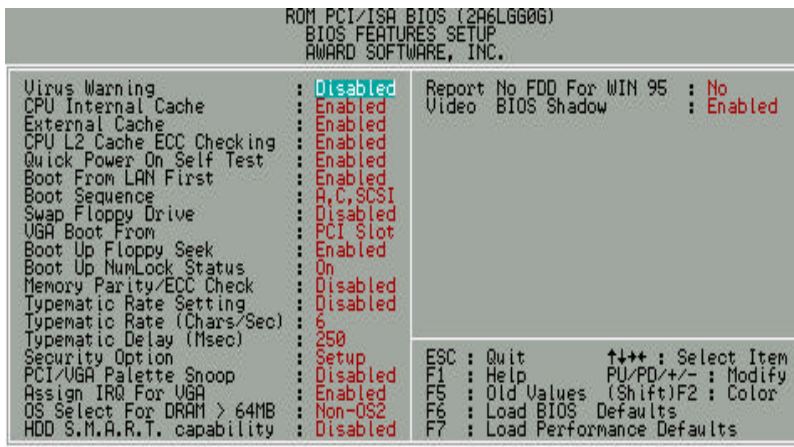 ROM PCI/ISA BIOS (2A6LGG0G)
BIOS FEATURES SETUP
AWARD SOFTWARE, INC.
Virus Warning : Disabled
CPU Internal Cache : Enabled
External Cache : Enabled
CPU L2 Cache ECC Checking : Enabled
Quick Power On Self Test : Enabled
Boot From LAN First : Enabled
Boot Sequence : A,C,SCSI
Swap Floppy Drive : Disabled
VGA Boot From : PCI Slot
Boot Up Floppy Seek : Enabled
Boot Up NumLock Status : On
Memory Parity/ECC Check : Disabled
Typematic Rate Setting : Disabled
Typematic Rate (Chars/Sec) : 6
Typematic Delay (Msec) : 250
Security Option : Setup
PCI/VGA Palette Snoop : Disabled
Assign IRQ For VGA : Enabled
OS Select For DRAM > 64MB : Non-OS2
HDD S.M.A.R.T. capability : Disabled
Report No FDD For WIN 95 : No
Video BIOS Shadow : Enabled
ESC : Quit ↑↓→← : Select Item
F1 : Help PU/PD/+/- : Modify
F5 : Old Values (Shift)F2 : Color
F6 : Load BIOS Defaults
F7 : Load Performance Defaults